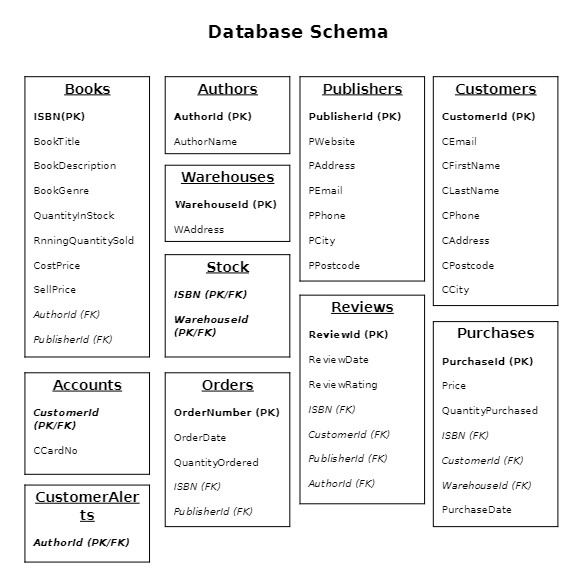 Database Schema
Books
ISBN(PK)
BookTitle
BookDescription
BookGenre
QuantityInStock
RnningQuantitySold
CostPrice
SellPrice
AuthorId (FK)
PublisherId (FK)
Authors
AuthorId (PK)
AuthorName
Warehouses
WarehouseId (PK)
WAddress
Stock
ISBN (PK/FK)
WarehouseId
(PK/FK)
Publishers
PublisherId (PK)
PWebsite
PAddress
PEmail
PPhone
PCity
PPostcode
Customers
CustomerId (PK)
CEmail
CFirstName
CLastName
CPhone
CAddress
CPostcode
CCity
Accounts
CustomerId
(PK/FK)
CCardNo
CustomerAler
ts
AuthorId (PK/FK)
Orders
OrderNumber (PK)
OrderDate
QuantityOrdered
ISBN (FK)
PublisherId (FK)
Reviews
ReviewId (PK)
ReviewDate
ReviewRating
ISBN (FK)
CustomerId (FK)
PublisherId (FK)
AuthorId (FK)
Purchases
PurchaseId (PK)
Price
QuantityPurchased
ISBN (FK)
CustomerId (FK)
WarehouseId (FK)
PurchaseDate